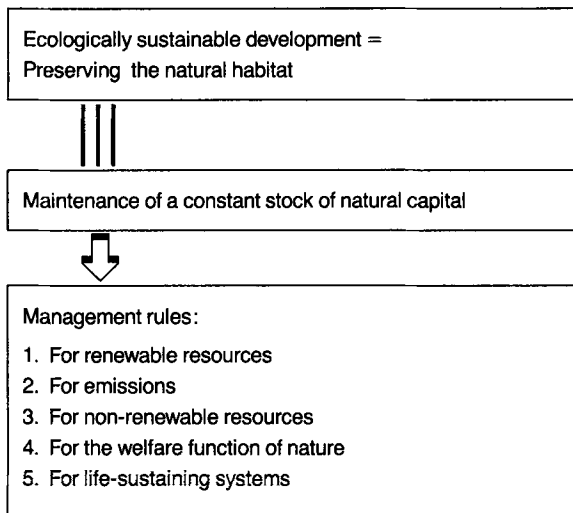 Ecologically sustainable development =
Preserving the natural habitat
Maintenance of a constant stock of natural capital
Management rules:
1. For renewable resources
2. For emissions
3. For non-renewable resources
4. For the welfare function of nature
5. For life-sustaining systems